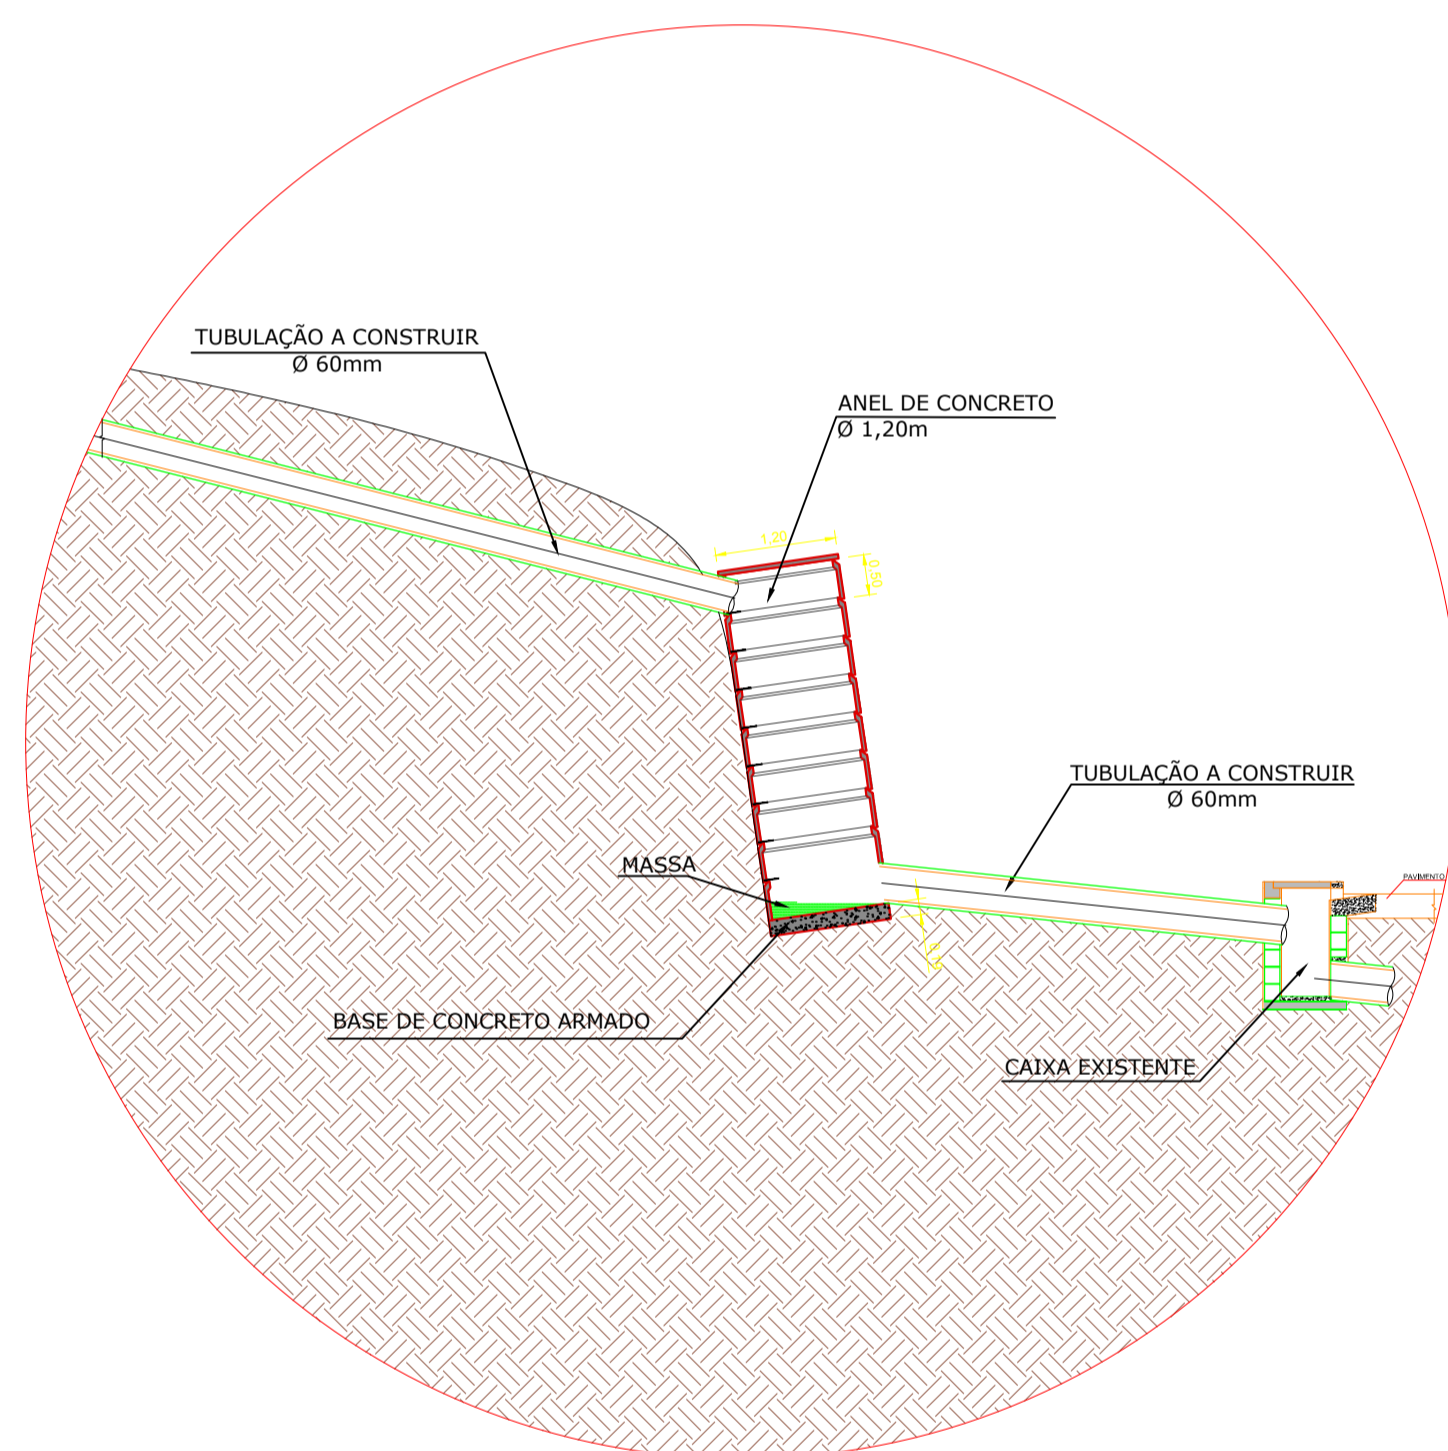 TUBULAÇÃO A CONSTRUIR
Ø 60mm
ANEL DE CONCRETO
Ø 1,20m
1,20
0,50
TUBULAÇÃO A CONSTRUIR
Ø 60mm
MASSA
PAVIMENTO
BASE DE CONCRETO ARMADO
CAIXA EXISTENTE